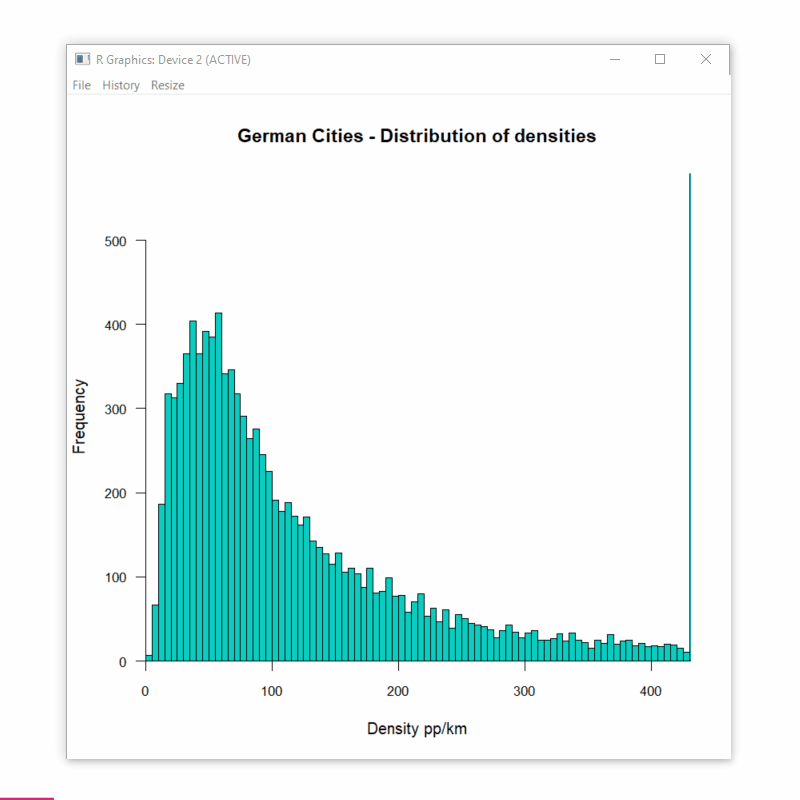 R Graphics: Device 2 (ACTIVE)
File History Resize
German Cities - Distribution of densities
500
400
300
200
100
0
Frequency
0 100 200 300 400
Density pp/km